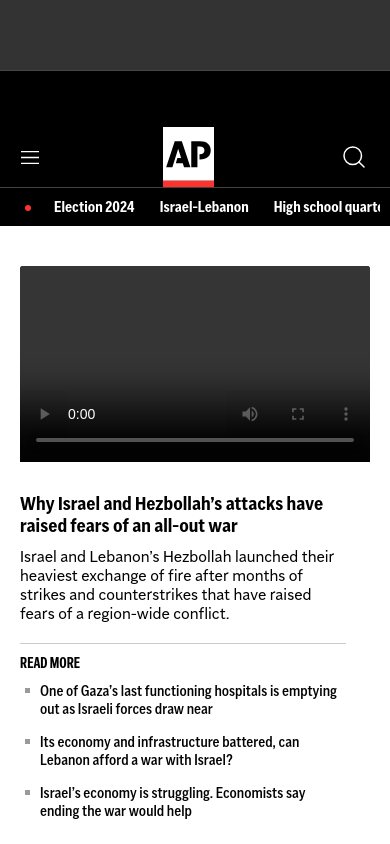 AP
Election 2024 Israel-Lebanon High school quarte
0:00
Why Israel and Hezbollah’s attacks have
raised fears of an all-out war
Israel and Lebanon’s Hezbollah launched their
heaviest exchange of fire after months of
strikes and counterstrikes that have raised
fears of a region-wide conflict.
READ MORE
One of Gaza’s last functioning hospitals is emptying
out as Israeli forces draw near
Its economy and infrastructure battered, can
Lebanon afford a war with Israel?
Israel’s economy is struggling. Economists say
ending the war would help